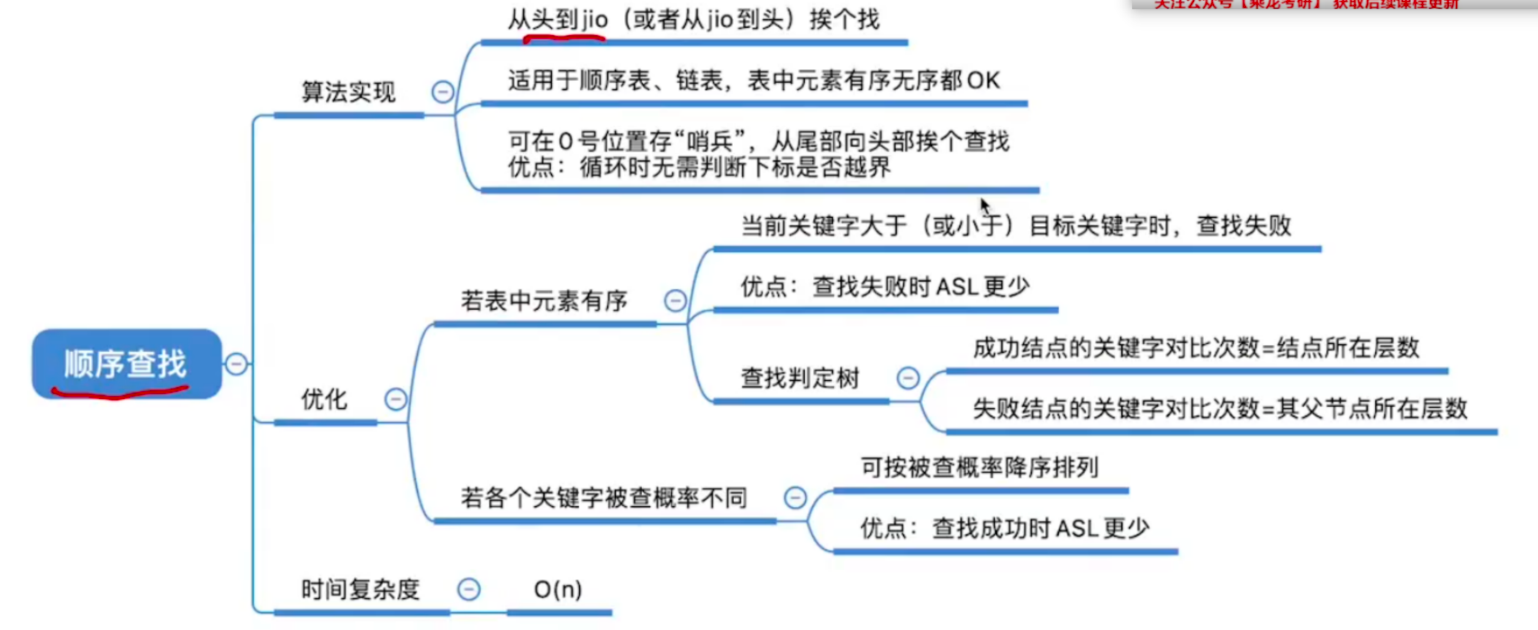 关注公众号【乘龙考研】获取后续课程更新
从头到jio（或者从jio到头）挨个找
算法实现
适用于顺序表、链表，表中元素有序无序都OK
可在0号位置存“哨兵”，从尾部向头部挨个查找
优点：循环时无需判断下标是否越界
当前关键字大于（或小于）目标关键字时，查找失败
若表中元素有序
优点：查找失败时ASL更少
查找判定树
成功结点的关键字对比次数=结点所在层数
失败结点的关键字对比次数=其父节点所在层数
顺序查找
优化
若各个关键字被查概率不同
可按被查概率降序排列
优点：查找成功时ASL更少
时间复杂度
O(n)